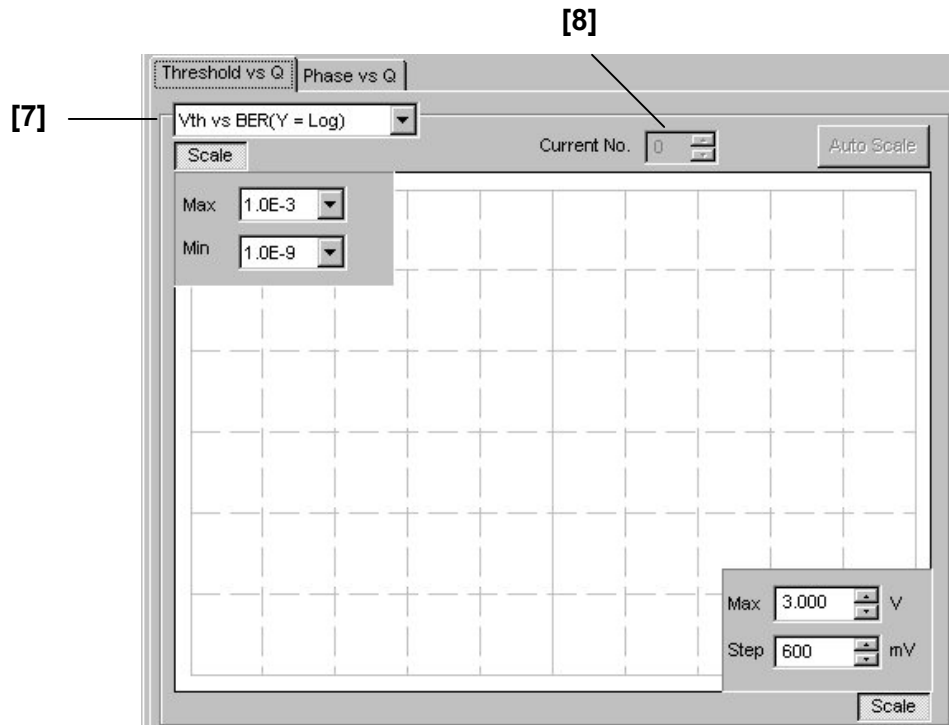 [8]
Threshold vs Q Phase vs Q
[7]
Vth vs BER(Y = Log)
Current No. 0 Auto Scale
Scale
Max 1.0E-3
Min 1.0E-9
Max 3.000 V
Step 600 mV
Scale